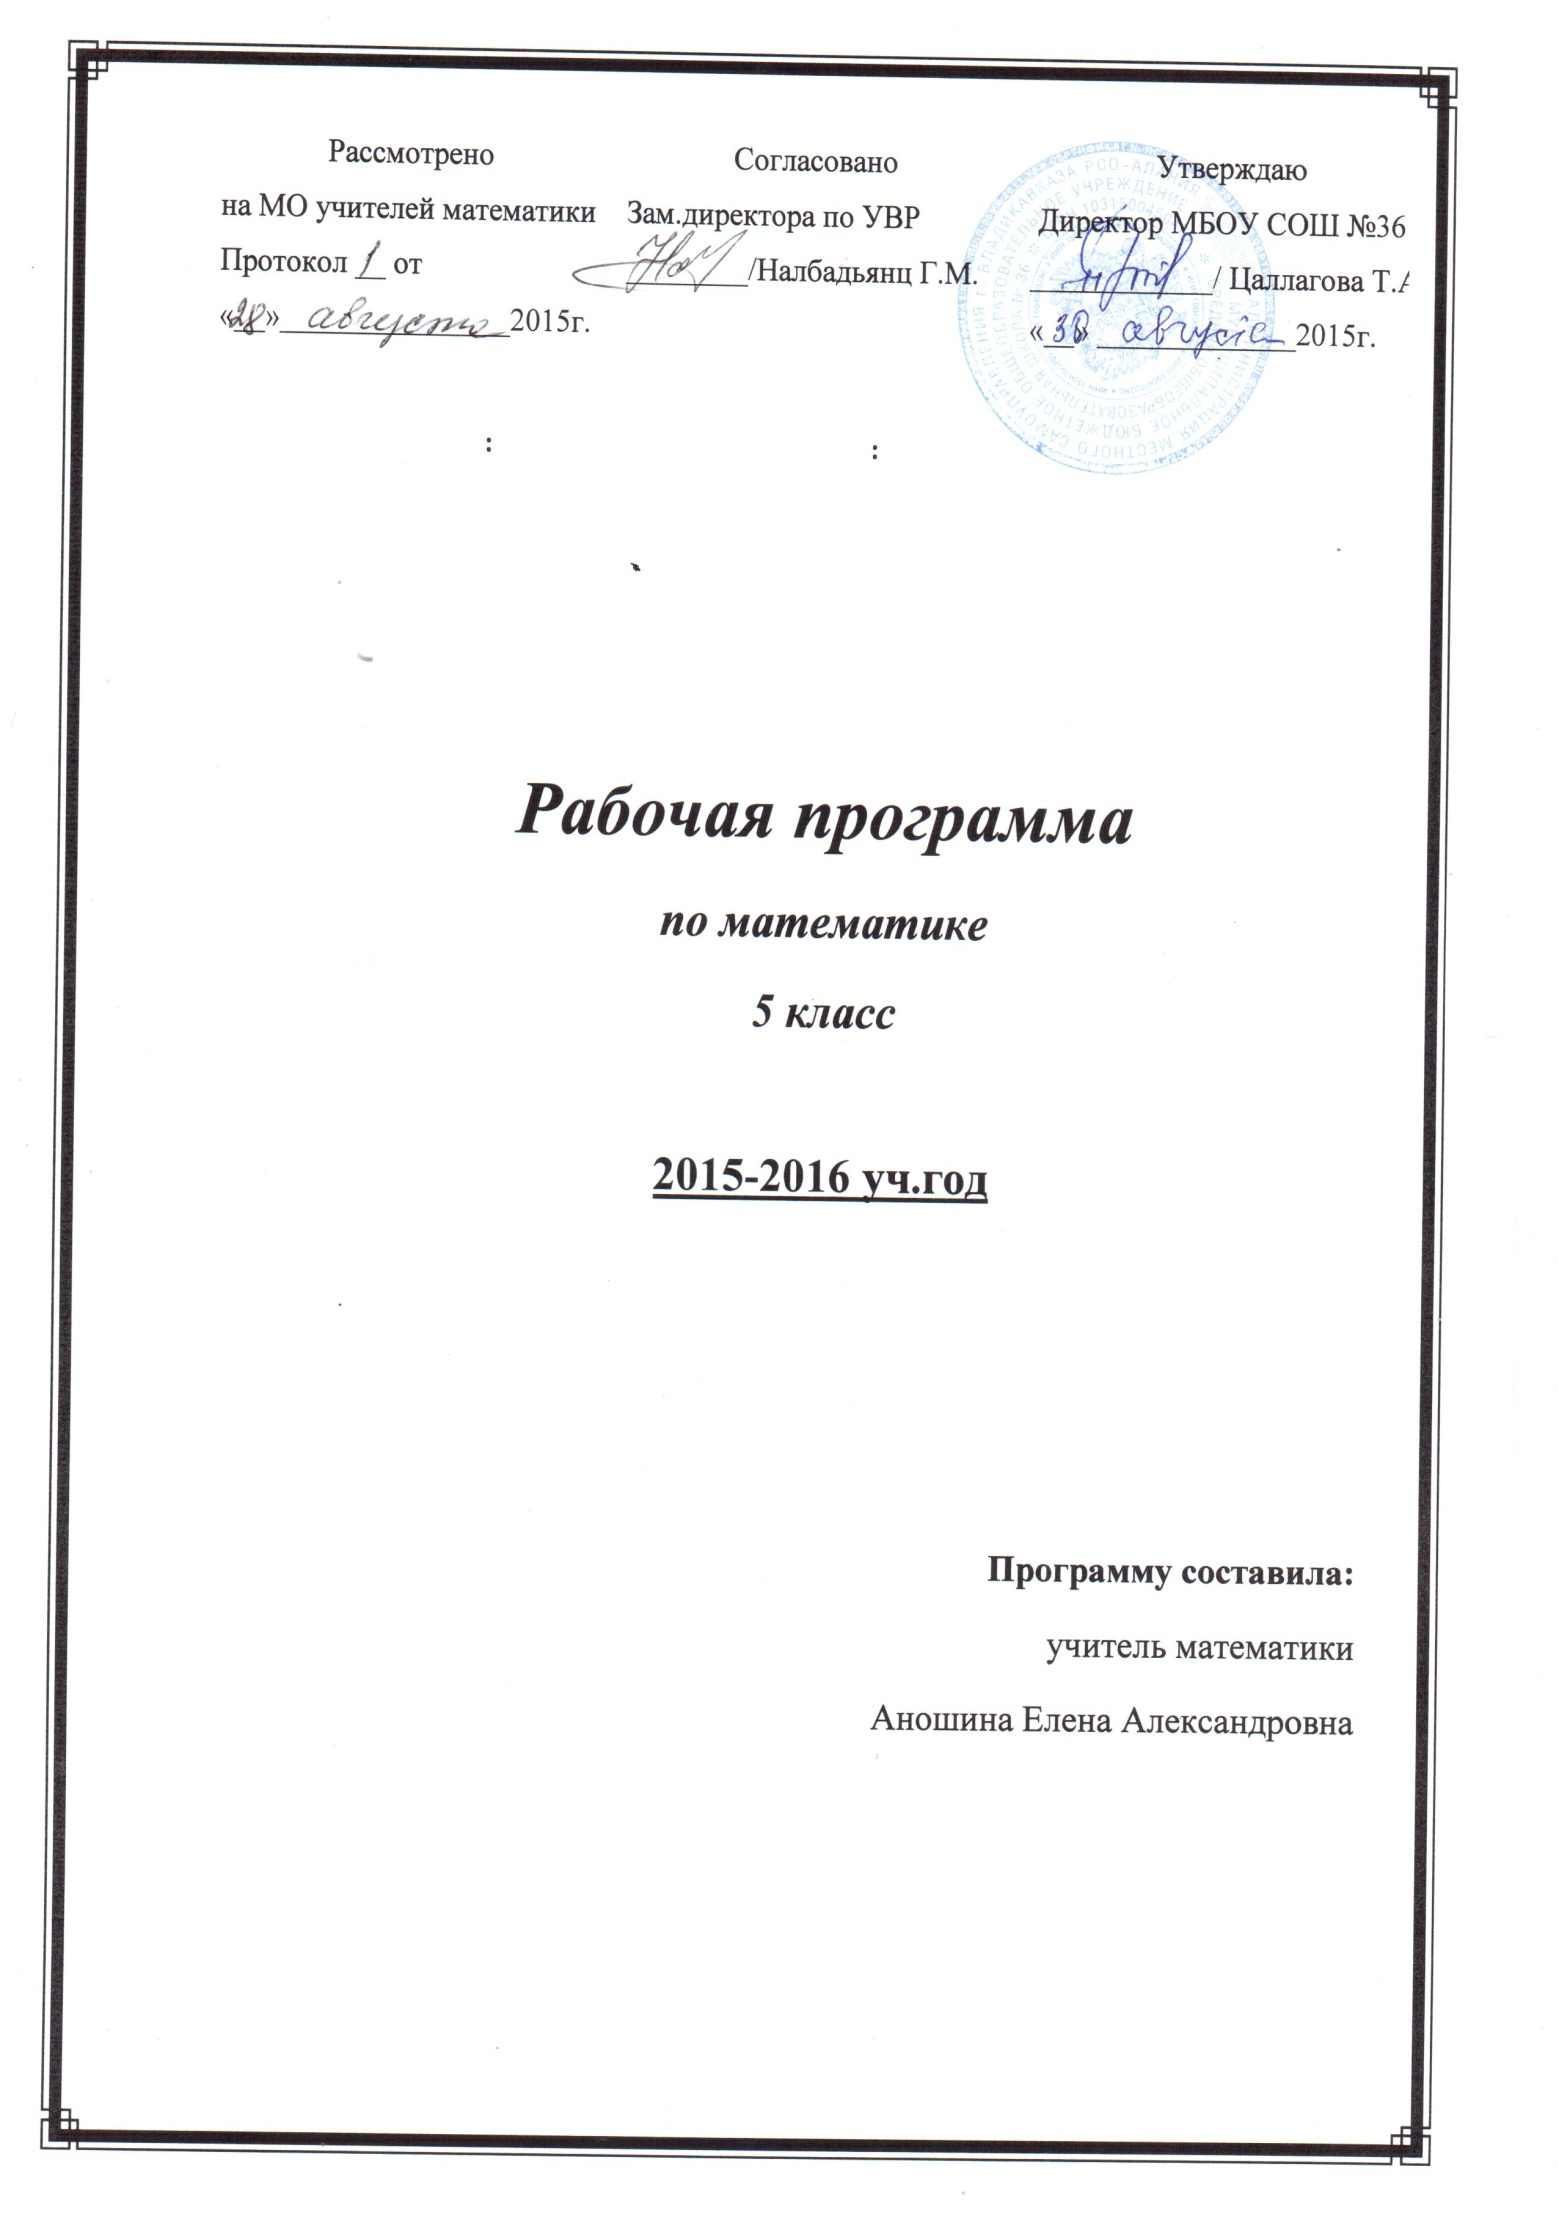 Рассмотрено
на МО учителей математики
Протокол 1 от
«28» августа 2015г.
Согласовано
Зам.директора по УВР
/Налбадьянц Г.М.
Утверждаю
Директор МБОУ СОШ №36
/ Цаллагова Т.А
«30» августа 2015г.
:
:
Рабочая программа
по математике
5 класс
2015-2016 уч.год
Программу составила:
учитель математики
Аношина Елена Александровна